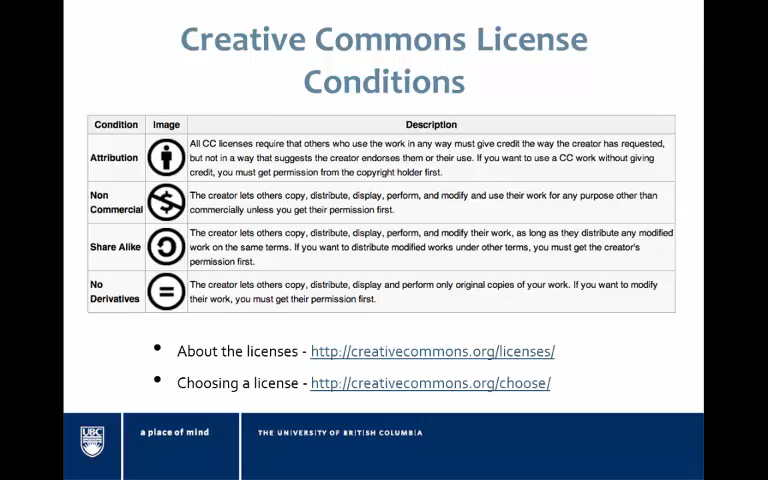 Creative Commons License
Conditions
Condition Image Description
Attribution
All CC licenses require that others who use the work in any way must give credit the way the creator has requested,
but not in a way that suggests the creator endorses them or their use. If you want to use a CC work without giving
credit, you must get permission from the copyright holder first.
Non
Commercial
The creator lets others copy, distribute, display, perform, and modify and use their work for any purpose other than
commercially unless you get their permission first.
Share Alike
The creator lets others copy, distribute, display, perform, and modify their work, as long as they distribute any modified
work on the same terms. If you want to distribute modified works under other terms, you must get the creator's
permission first.
No
Derivatives
The creator lets others copy, distribute, display and perform only original copies of your work. If you want to modify
their work, you must get their permission first.
• About the licenses - http://creativecommons.org/licenses/
• Choosing a license - http://creativecommons.org/choose/
UBC
a place of mind
THE UNIVERSITY OF BRITISH COLUMBIA